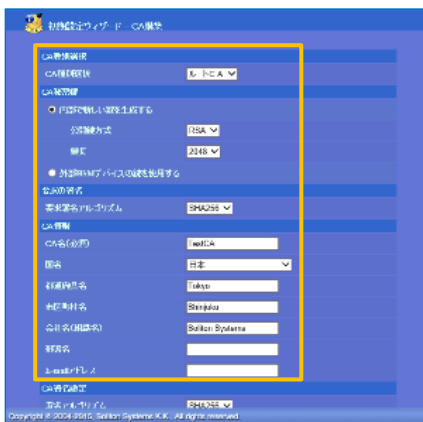 初期設定ウィザード - CA構築
CA種別選択
CA種別選択 ルートCA
CA秘密鍵
内部で新しい鍵を生成する
公開鍵方式 RSA
鍵長 2048
外部HSMデバイスの鍵を使用する
要求の署名
要求署名アルゴリズム SHA256
CA情報
CA名(必須) TestCA
国名 日本
都道府県名 Tokyo
市区町村名 Shinjuku
会社名(組織名) Soliton Systems
部署名
E-mailアドレス
CA署名設定
署名アルゴリズム SHA256
Copyright © 2004-2015, Soliton Systems K.K., All rights reserved.